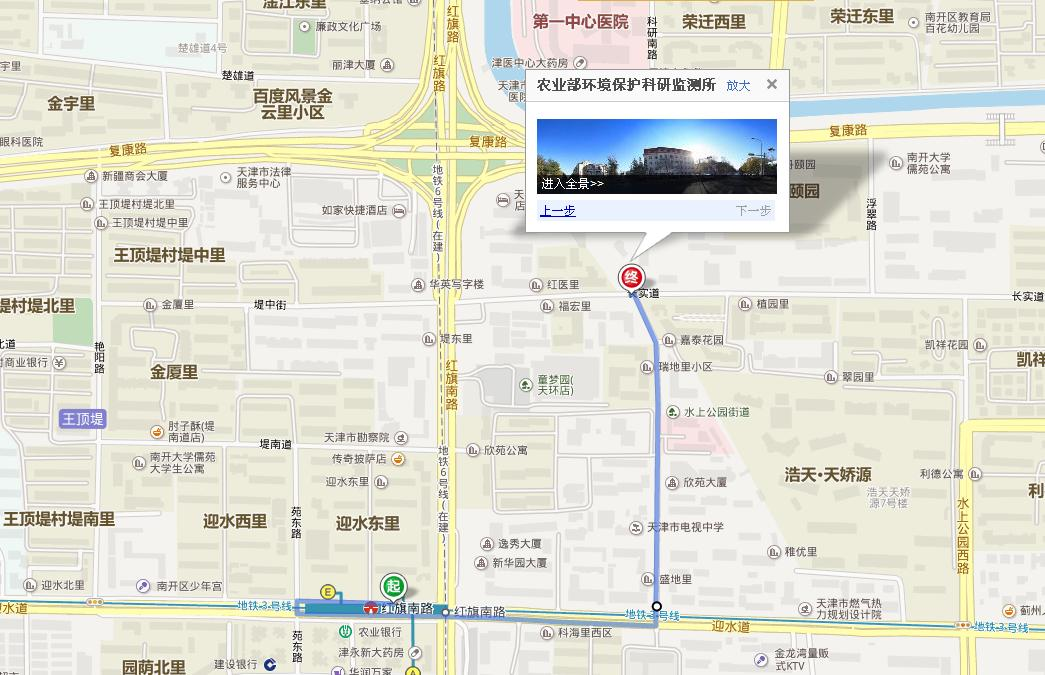 淄江东里
红旗路
第一中心医院
科研南路
荣迁西里
荣迁东里
南开区教育局
百花幼儿园
廉政文化广场
楚雄道4号
楚雄道
丽津大厦
红旗路
津医中心大药房
金宇里
百度风景金
云里小区
天津市
医院
农业部环境保护科研监测所
放大
进入全景>>
上一步
下一步
眼科医院
复康路
复康路
复康路
南开大学
儒苑公寓
颐园
颐园
浮翠路
新疆商会大厦
天津市法律
服务中心
地铁6号线(在建)
王顶堤村堤北里
王顶堤村堤中里
如家快捷酒店
王顶堤村堤中里
华英写字楼
红医里
终
实道
长实道
堤村堤北里
金厦里
堤中街
福宏里
植园里
艳阳路
堤东里
嘉泰花园
凯祥花园
凯祥
村商业银行
金厦里
红旗南路
童梦园(
天环店)
瑞地里小区
翠园里
王顶堤
水上公园街道
肘子酥(堤
南道店)
堤南道
天津市勘察院
传奇披萨店
欣苑公寓
南开大学儒苑
大学生公寓
迎水东里
地铁6号线(在建)
欣苑大厦
浩天·天娇源
浩天天娇
源7号楼
利德公寓
利
王顶堤村堤南里
迎水西里
苑东路
迎水东里
天津市电视中学
水上公园西路
逸秀大厦
新华园大厦
稚优里
迎水北里
南开区少年宫
E
起
盛地里
迎水道
地铁3号线
红旗南路
红旗南路
地铁3号线
迎水道
天津市燃气热
力规划设计院
地铁3号线
蓟州人
苑东路
农业银行
科海里西区
园荫北里
建设银行
津永新大药房
华润万家
A
金龙湾量贩
式KTV